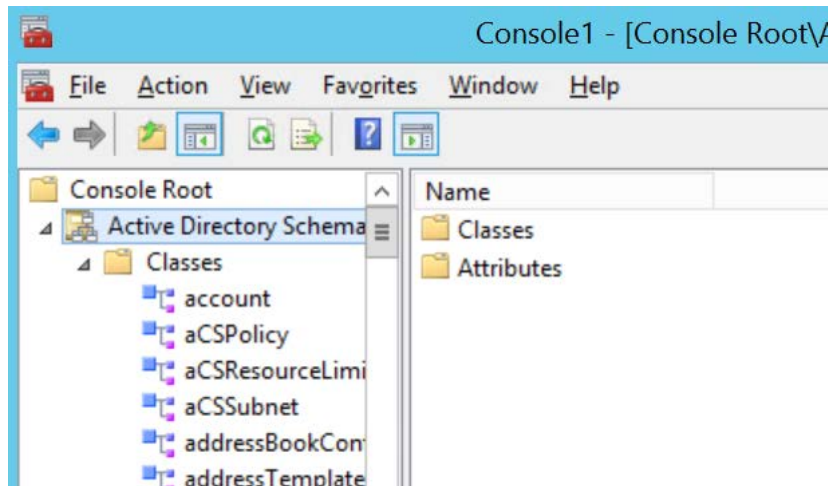 Console1 - [Console Root\A
File Action View Favorites Window Help
Console Root
Active Directory Schema
Classes
account
aCSPolicy
aCSResourceLimi
aCSSubnet
addressBookCon
addressTemplate
Name
Classes
Attributes